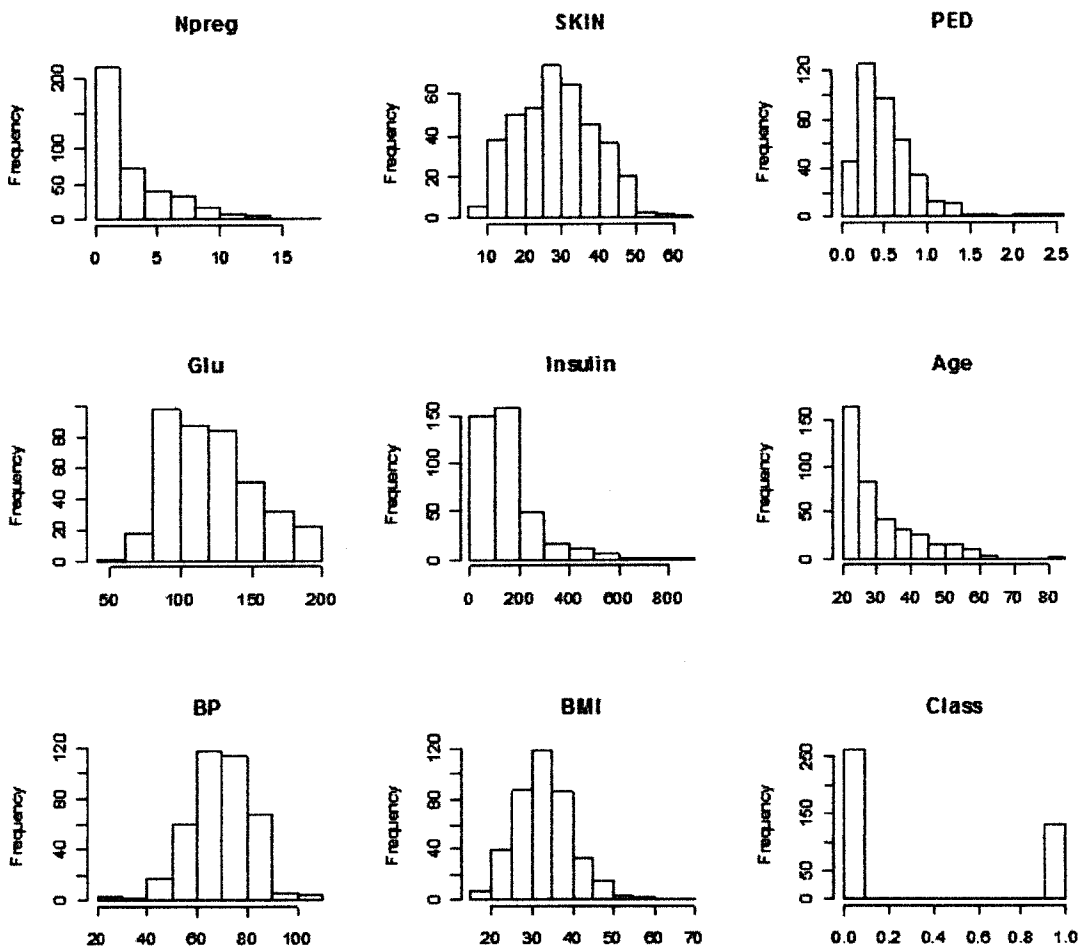 Npreg
Frequency
0 50 100 200
0 5 10 15
SKIN
Frequency
0 20 40 60
10 20 30 40 50 60
PED
Frequency
0 40 80 120
0.0 0.5 1.0 1.5 2.0 2.5
Glu
Frequency
0 20 40 60 80
50 100 150 200
Insulin
Frequency
0 50 100 150
0 200 400 600 800
Age
Frequency
0 50 100 150
20 30 40 50 60 70 80
BP
Frequency
0 40 80 120
20 40 60 80 100
BMI
Frequency
0 40 80 120
20 30 40 50 60 70
Class
Frequency
0 50 150 250
0.0 0.2 0.4 0.6 0.8 1.0